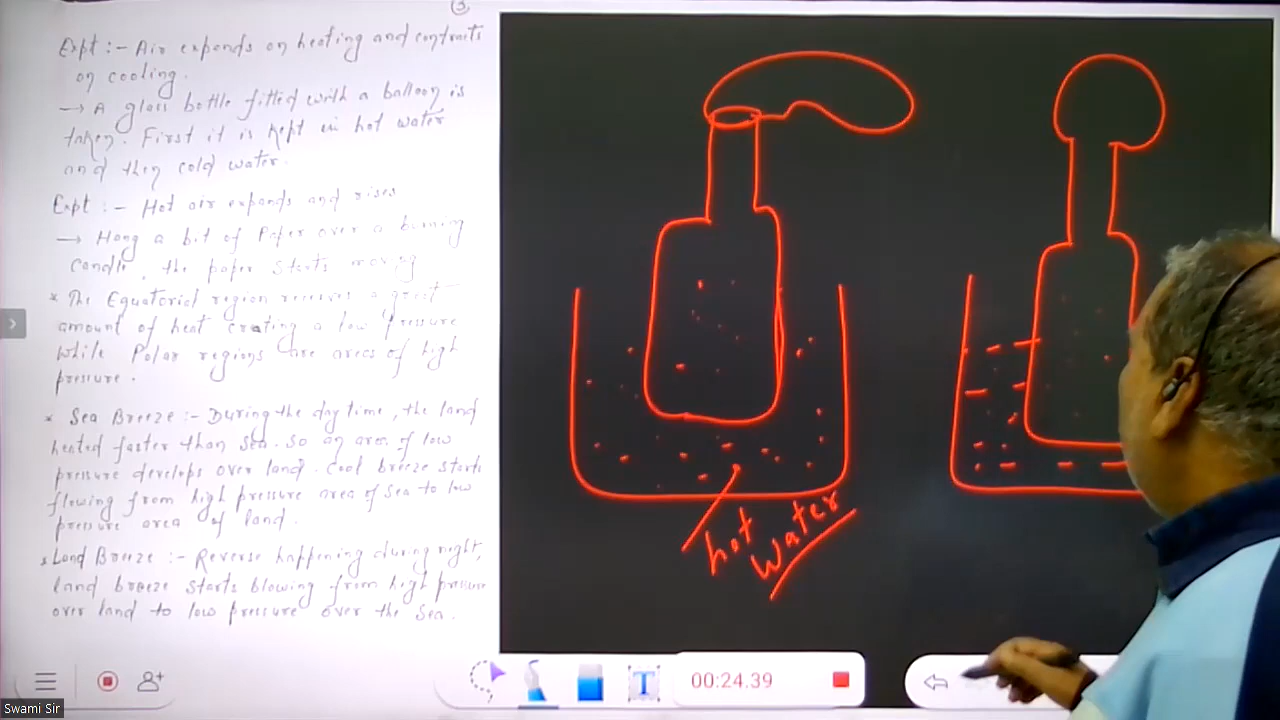 3
Expt :- Air expands on heating and contracts
on cooling.
→ A glass bottle fitted with a balloon is
taken. First it is kept in hot water
and then cold water.
Expt :- Hot air expands and rises
→ Hang a bit of Paper over a burning
candle, the paper starts moving
* The Equatorial region receives a great
amount of heat creating a low pressure
while Polar regions are areas of high
pressure.
* Sea Breeze :- During the day time, the land
heated faster than sea. So an area of low
pressure develops over land. Cool breeze starts
flowing from high pressure area of sea to low
pressure area of land.
* Land Breeze :- Reverse happening during night,
land breeze starts blowing from high pressure
over land to low pressure over the sea.
hot
water
T
00:24.39
Swami Sir